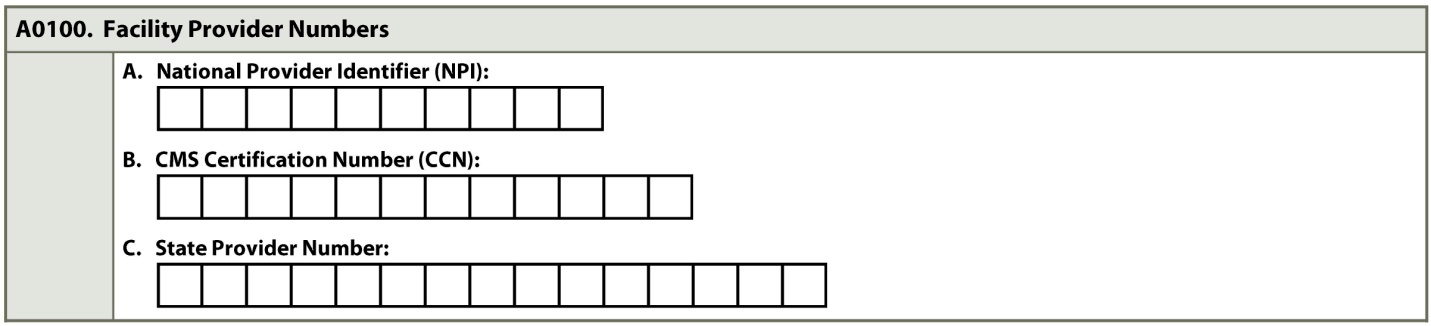 A0100. Facility Provider Numbers
A. National Provider Identifier (NPI):
B. CMS Certification Number (CCN):
C. State Provider Number: